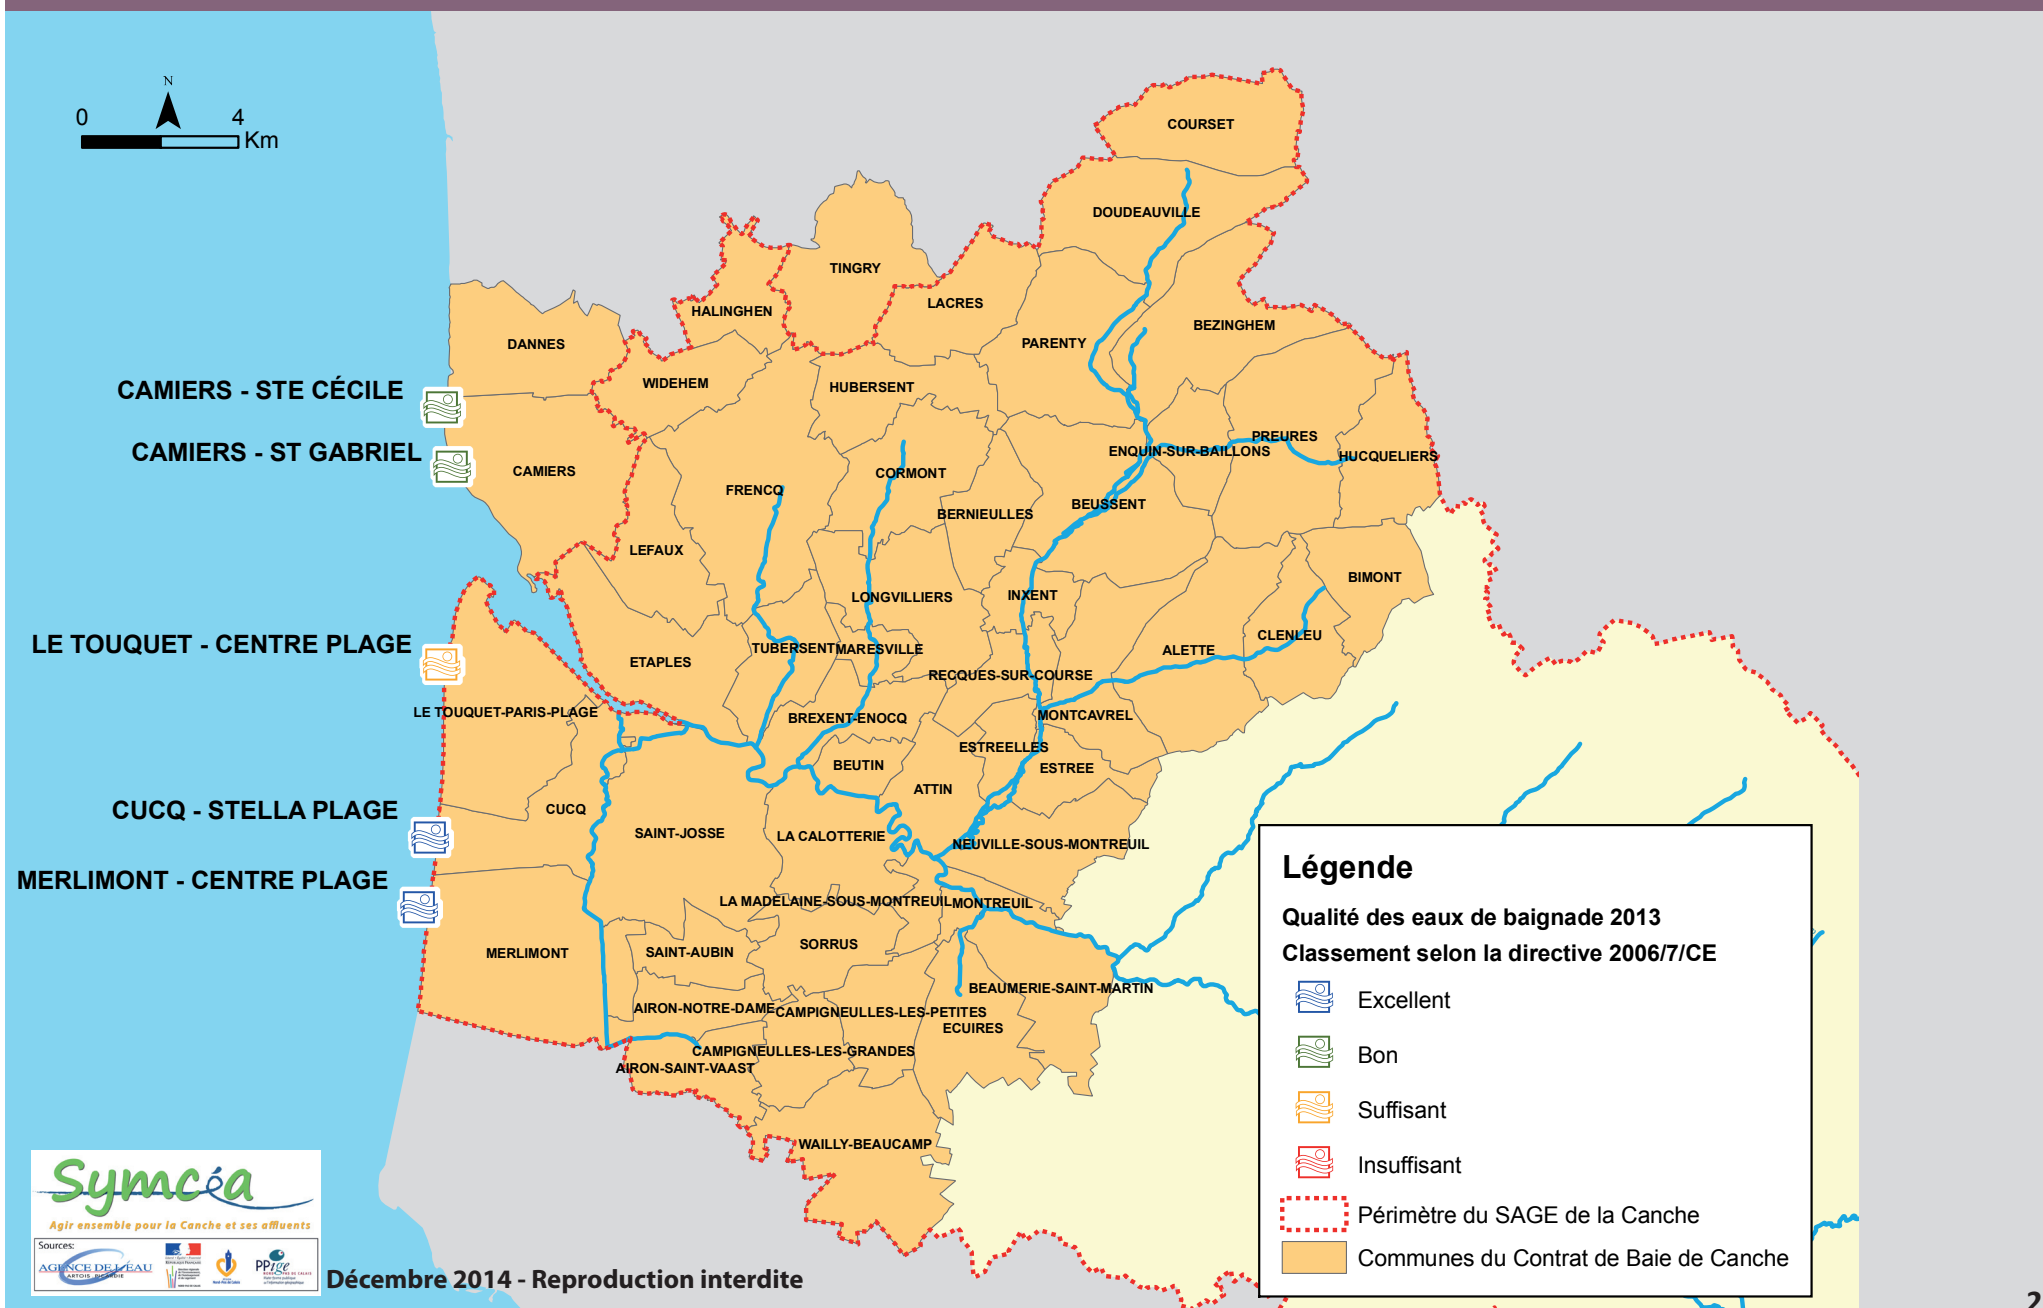 N
0 4
Km
COURSET
DOUDEAUVILLE
TINGRY
LACRES
HALINGHEN
BEZINGHEM
DANNES
PARENTY
WIDEHEM
HUBERSENT
CAMIERS - STE CÉCILE
CAMIERS - ST GABRIEL
PREURES
ENQUIN-SUR-BAILLONS
HUCQUELIERS
CAMIERS
CORMONT
FRENCQ
BEUSSENT
BERNIEULLES
LEFAUX
BIMONT
LONGVILLIERS
INXENT
CLENLEU
LE TOUQUET - CENTRE PLAGE
TUBERSENT
MARESVILLE
ALETTE
ETAPLES
RECQUES-SUR-COURSE
LE TOUQUET-PARIS-PLAGE
BREXENT-ENOCQ
MONTCAVREL
ESTREELLES
BEUTIN
ESTREE
ATTIN
CUCQ - STELLA PLAGE
CUCQ
SAINT-JOSSE
LA CALOTTERIE
NEUVILLE-SOUS-MONTREUIL
MERLIMONT - CENTRE PLAGE
LA MADELAINE-SOUS-MONTREUIL
MONTREUIL
SORRUS
MERLIMONT
SAINT-AUBIN
BEAUMERIE-SAINT-MARTIN
AIRON-NOTRE-DAME
CAMPIGNEULLES-LES-PETITES
ECUIRES
CAMPIGNEULLES-LES-GRANDES
AIRON-SAINT-VAAST
WAILLY-BEAUCAMP
Légende
Qualité des eaux de baignade 2013
Classement selon la directive 2006/7/CE
Excellent
Bon
Suffisant
Insuffisant
Périmètre du SAGE de la Canche
Communes du Contrat de Baie de Canche
Symcéa
Agir ensemble pour la Canche et ses affluents
Sources:
AGENCE DE L'EAU
ARTOIS PICARDIE
PPige
Décembre 2014 - Reproduction interdite
2